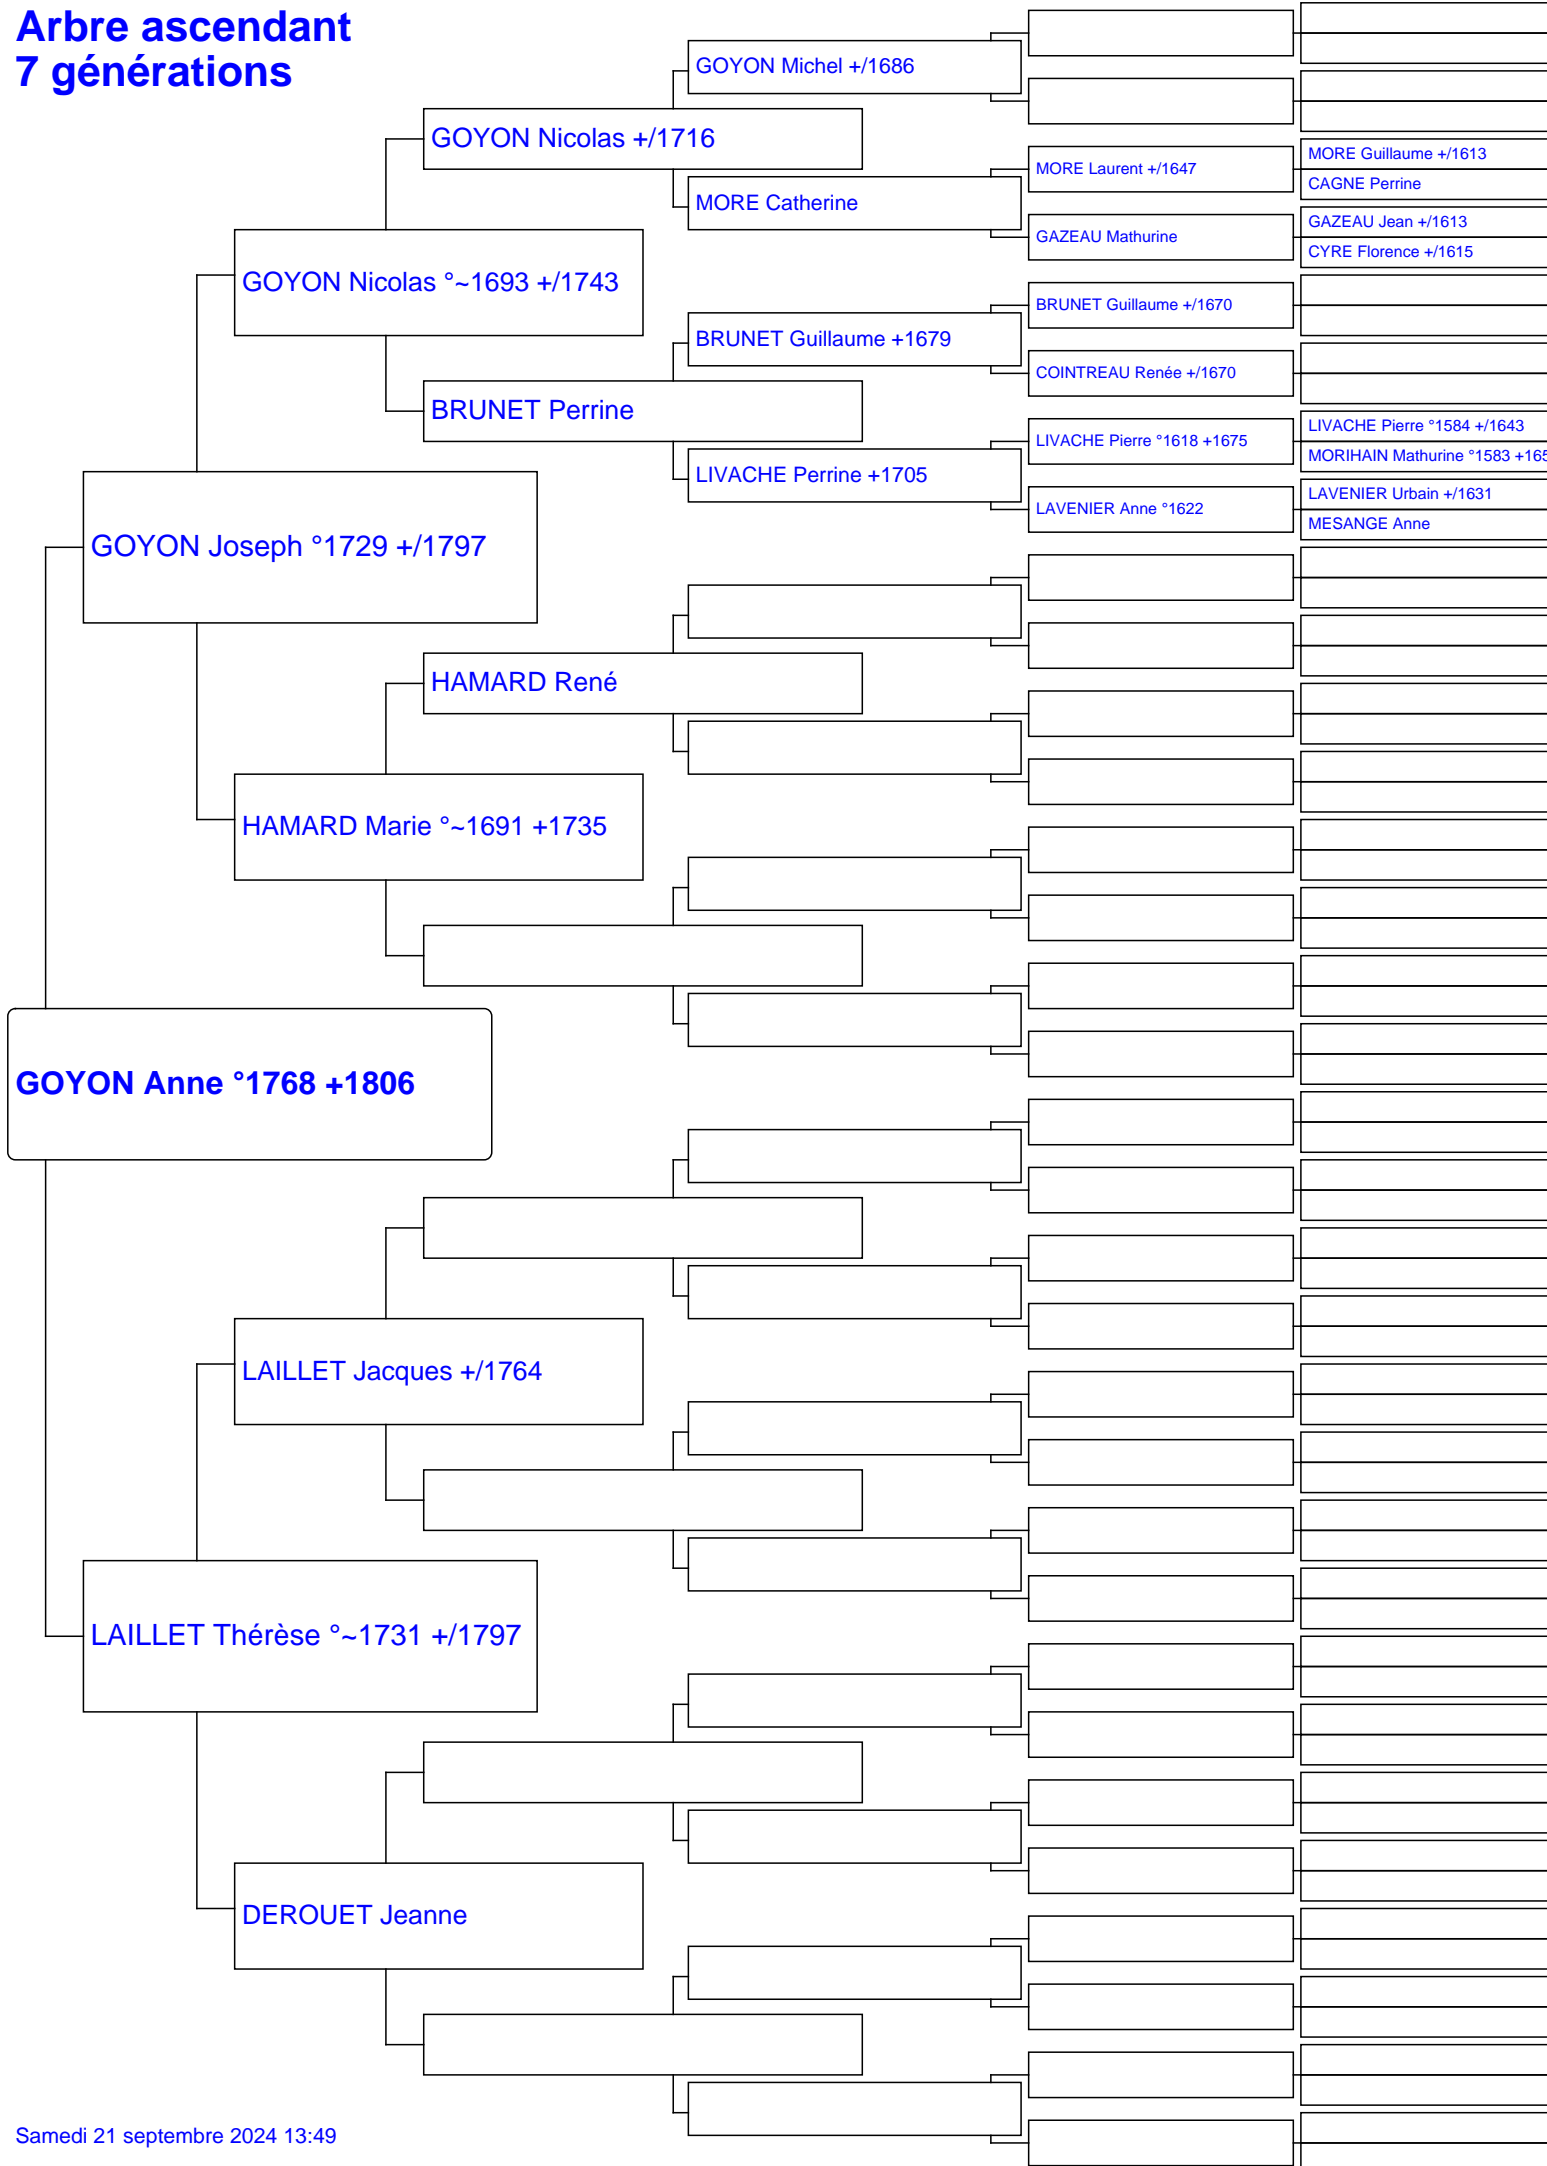 Arbre ascendant
7 générations
GOYON Michel +/1686
GOYON Nicolas +/1716
MORE Guillaume +/1613
MORE Laurent +/1647
CAGNE Perrine
MORE Catherine
GAZEAU Jean +/1613
GAZEAU Mathurine
CYRE Florence +/1615
GOYON Nicolas °~1693 +/1743
BRUNET Guillaume +/1670
BRUNET Guillaume +1679
COINTREAU Renée +/1670
BRUNET Perrine
LIVACHE Pierre °1584 +/1643
LIVACHE Pierre °1618 +1675
MORIHAIN Mathurine °1583 +165
LIVACHE Perrine +1705
LAVENIER Urbain +/1631
LAVENIER Anne °1622
MESANGE Anne
GOYON Joseph °1729 +/1797
HAMARD René
HAMARD Marie °~1691 +1735
GOYON Anne °1768 +1806
LAILLET Jacques +/1764
LAILLET Thérèse °~1731 +/1797
DEROUET Jeanne
Samedi 21 septembre 2024 13:49